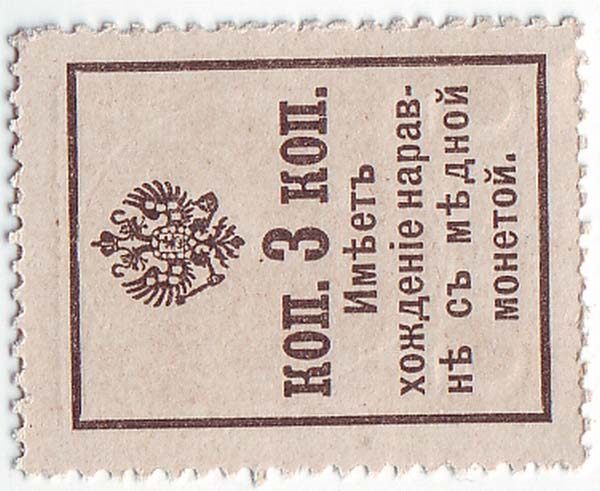 КОП. 3 КОП.
Имѣетъ
хожденіе нарав-
нѣ съ мѣдной
монетой.